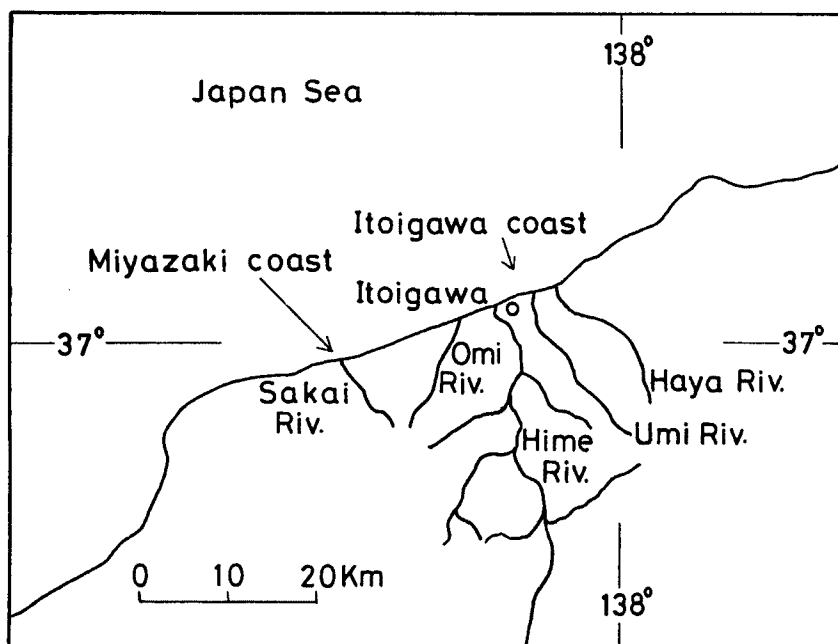 138°
Japan Sea
Itoigawa coast
Miyazaki coast
Itoigawa
37°
37°
Omi
Riv.
Sakai
Riv.
Haya Riv.
Umi Riv.
Hime
Riv.
0 10 20Km
138°